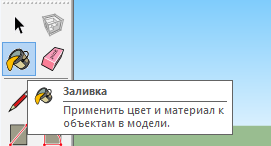 Заливка
Применить цвет и материал к
объектам в модели.